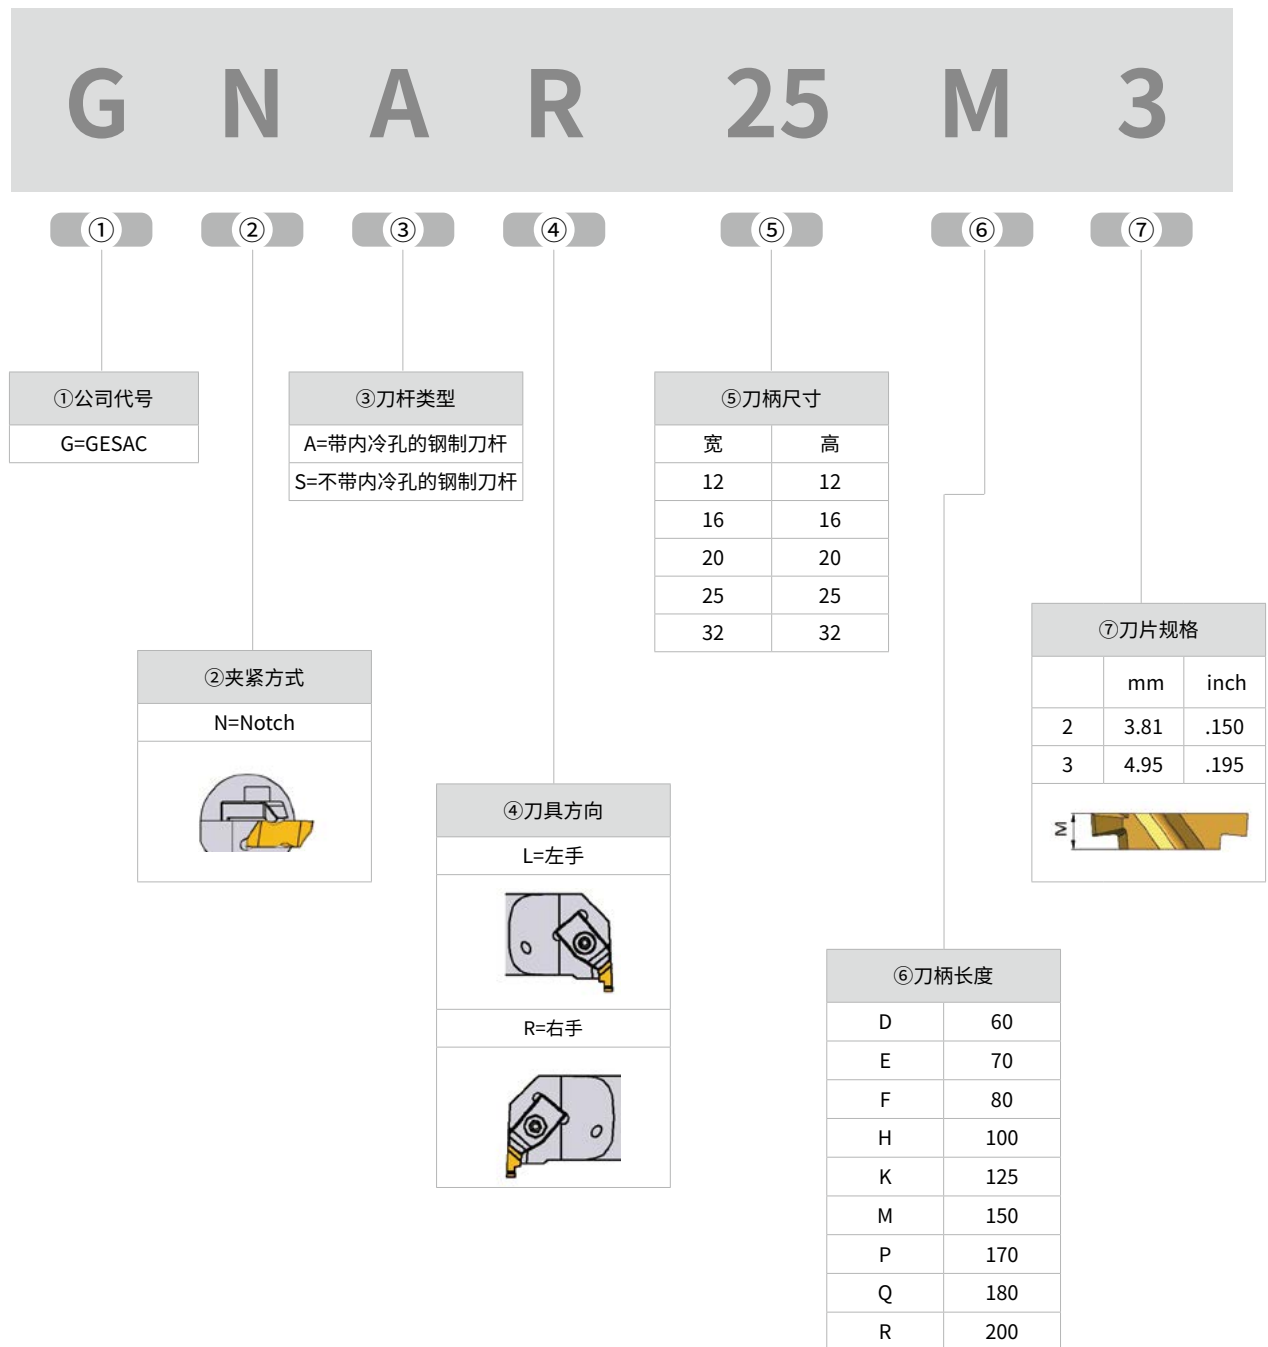 G N A R 25 M 3
① ② ③ ④ ⑤ ⑥ ⑦
①公司代号
G=GESAC
③刀杆类型
A=带内冷孔的钢制刀杆
S=不带内冷孔的钢制刀杆
⑤刀柄尺寸
宽 高
12 12
16 16
20 20
25 25
32 32
⑦刀片规格
mm inch
2 3.81 .150
3 4.95 .195
M
②夹紧方式
N=Notch
④刀具方向
L=左手
R=右手
⑥刀柄长度
D 60
E 70
F 80
H 100
K 125
M 150
P 170
Q 180
R 200